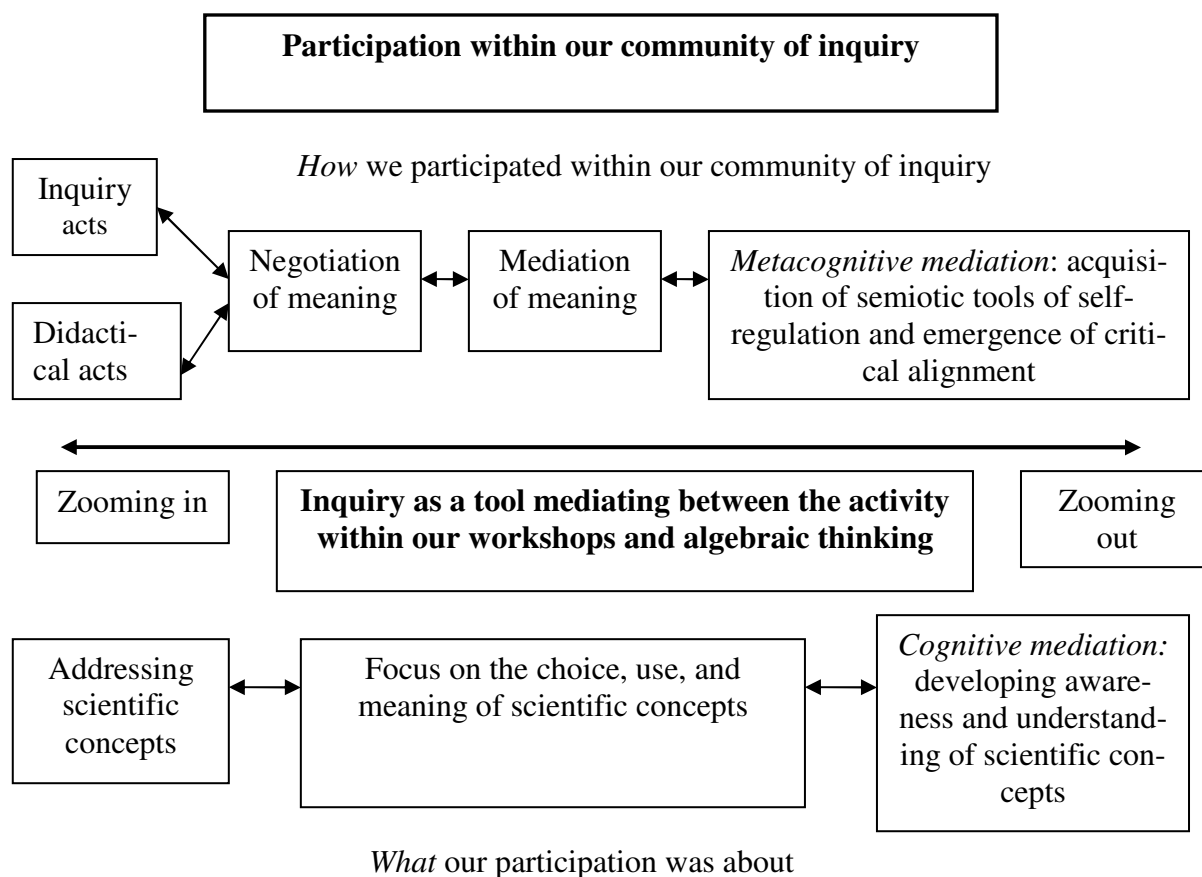 Participation within our community of inquiry
How we participated within our community of inquiry
Inquiry
acts
Didacti-
cal acts
Negotiation
of meaning
Mediation
of meaning
Metacognitive mediation: acquisi-
tion of semiotic tools of self-
regulation and emergence of criti-
cal alignment
Zooming in
Inquiry as a tool mediating between the activity
within our workshops and algebraic thinking
Zooming
out
Addressing
scientific
concepts
Focus on the choice, use, and
meaning of scientific concepts
Cognitive mediation:
developing aware-
ness and understand-
ing of scientific con-
cepts
What our participation was about